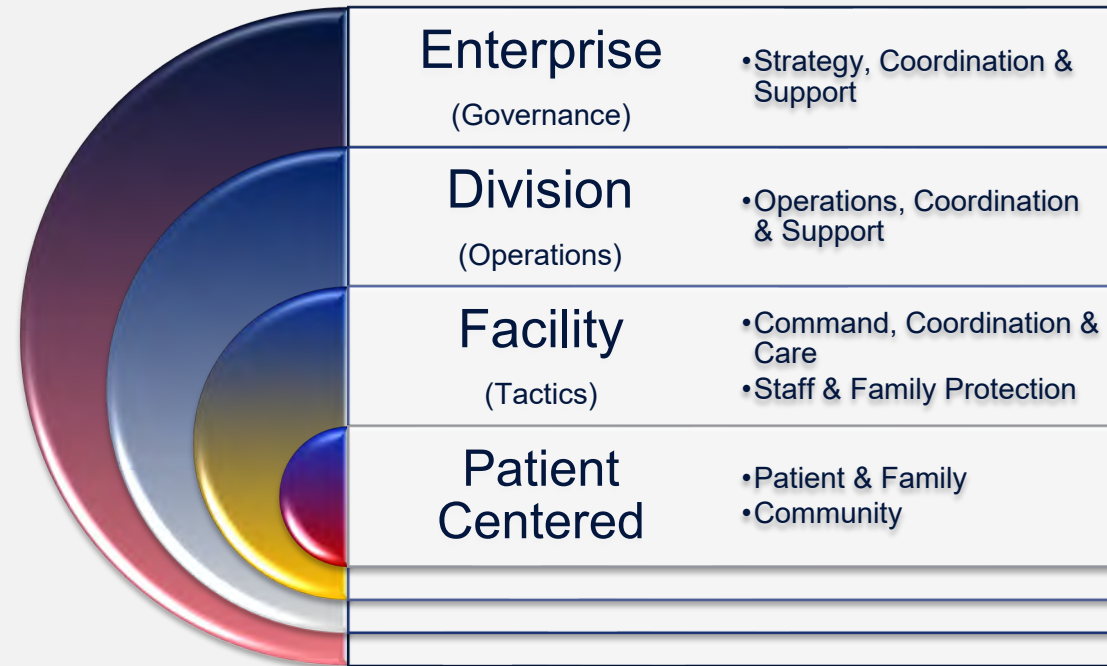 Enterprise
(Governance)
•Strategy, Coordination &
Support
Division
(Operations)
•Operations, Coordination
& Support
Facility
(Tactics)
•Command, Coordination &
Care
•Staff & Family Protection
Patient
Centered
•Patient & Family
•Community